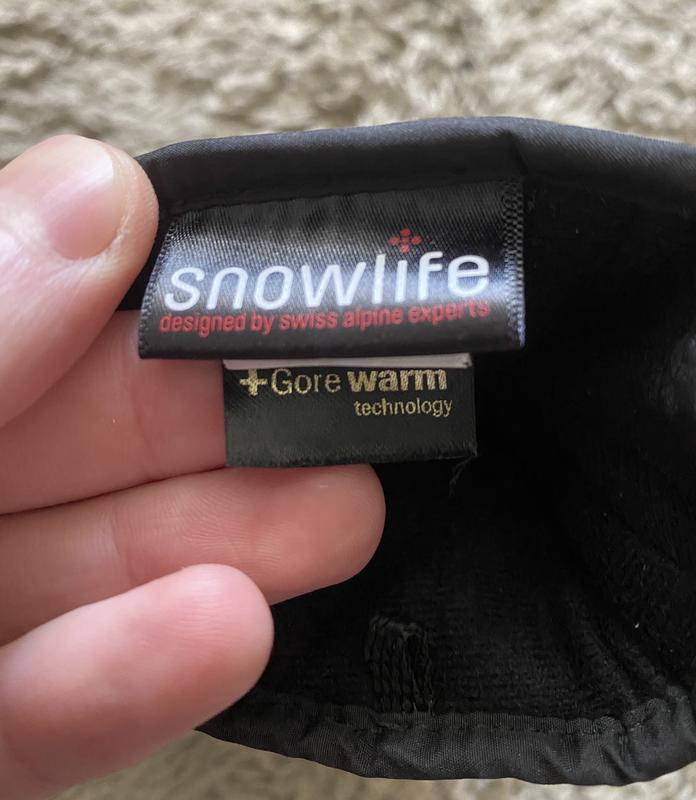 snowlife
designed by swiss alpine experts
+Gore warm
technology